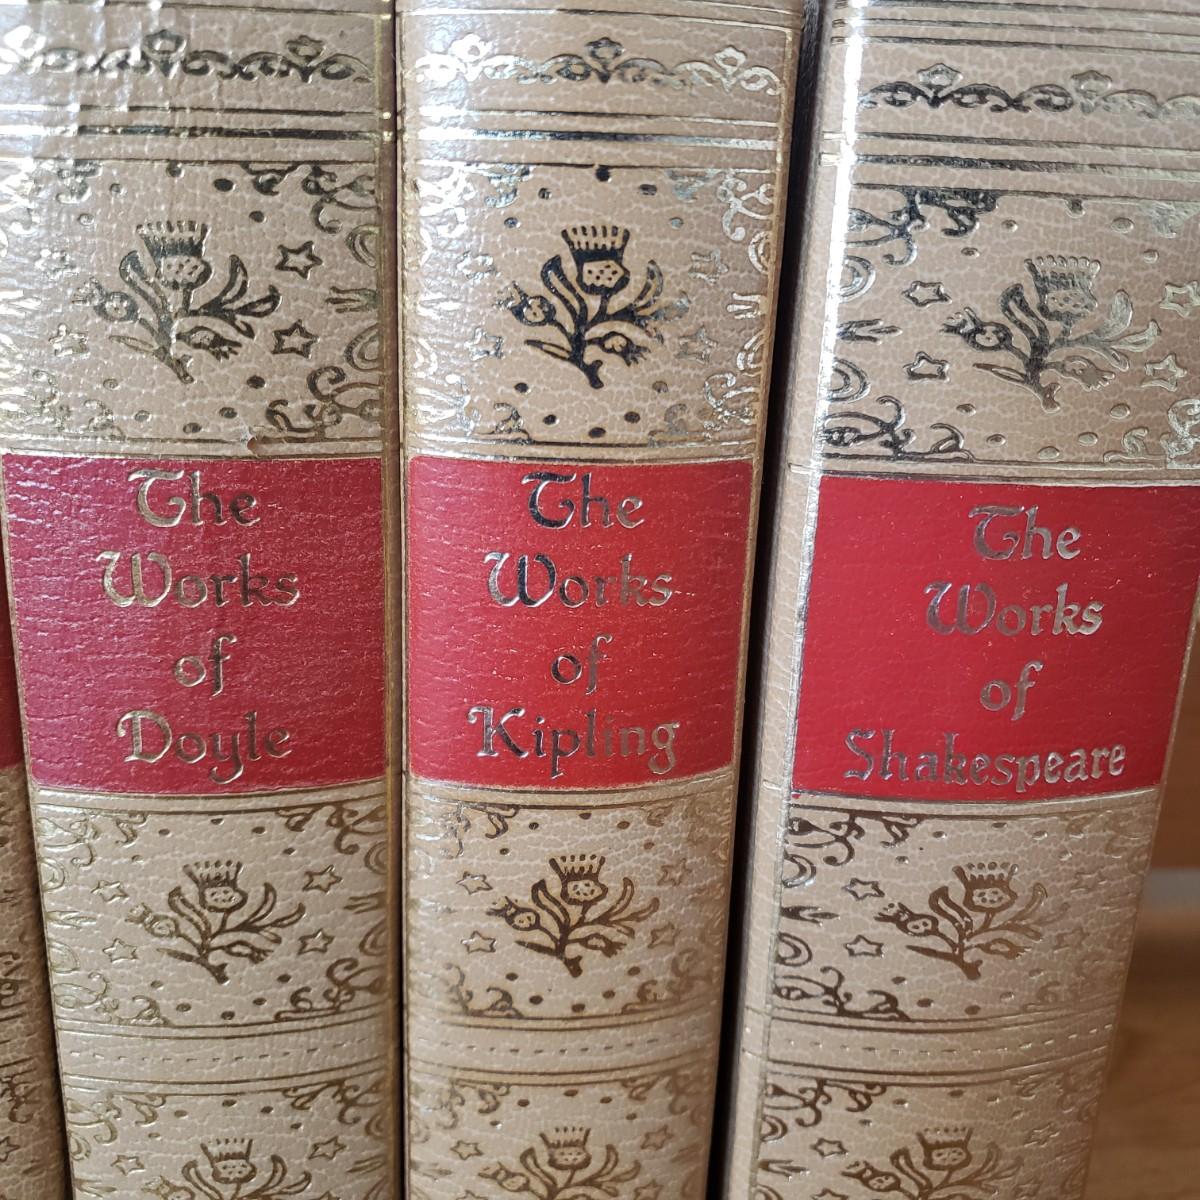 The
Works
of
Doyle
The
Works
of
Kipling
The
Works
of
Shakespeare